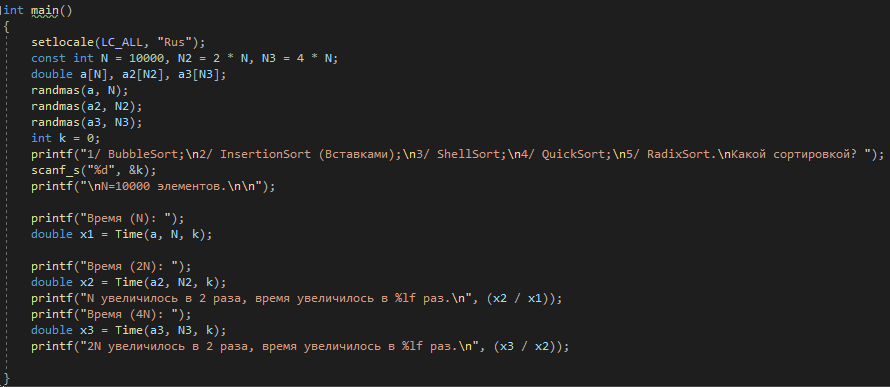 int main()
{
setlocale(LC_ALL, "Rus");
const int N = 10000, N2 = 2 * N, N3 = 4 * N;
double a[N], a2[N2], a3[N3];
randmas(a, N);
randmas(a2, N2);
randmas(a3, N3);
int k = 0;
printf("1/ BubbleSort;\n2/ InsertionSort (Вставками);\n3/ ShellSort;\n4/ QuickSort;\n5/ RadixSort.\nКакой сортировкой? ");
scanf_s("%d", &k);
printf("\nN=10000 элементов.\n\n");
printf("Время (N): ");
double x1 = Time(a, N, k);
printf("Время (2N): ");
double x2 = Time(a2, N2, k);
printf("N увеличилось в 2 раза, время увеличилось в %lf раз.\n", (x2 / x1));
printf("Время (4N): ");
double x3 = Time(a3, N3, k);
printf("2N увеличилось в 2 раза, время увеличилось в %lf раз.\n", (x3 / x2));
}